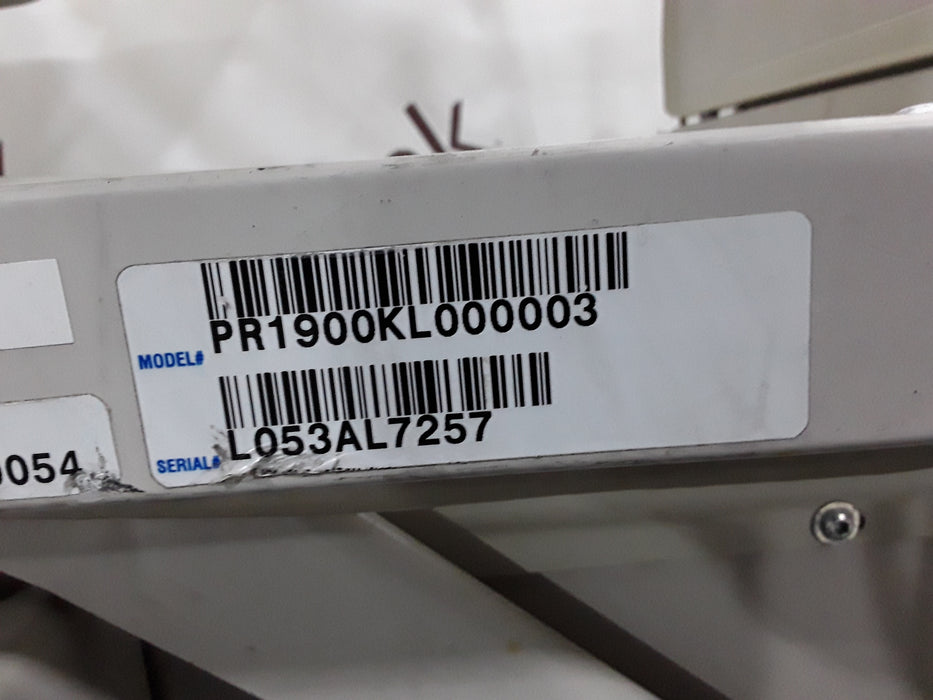 PR1900KL000003
MODEL#
L053AL7257
SERIAL#
0054